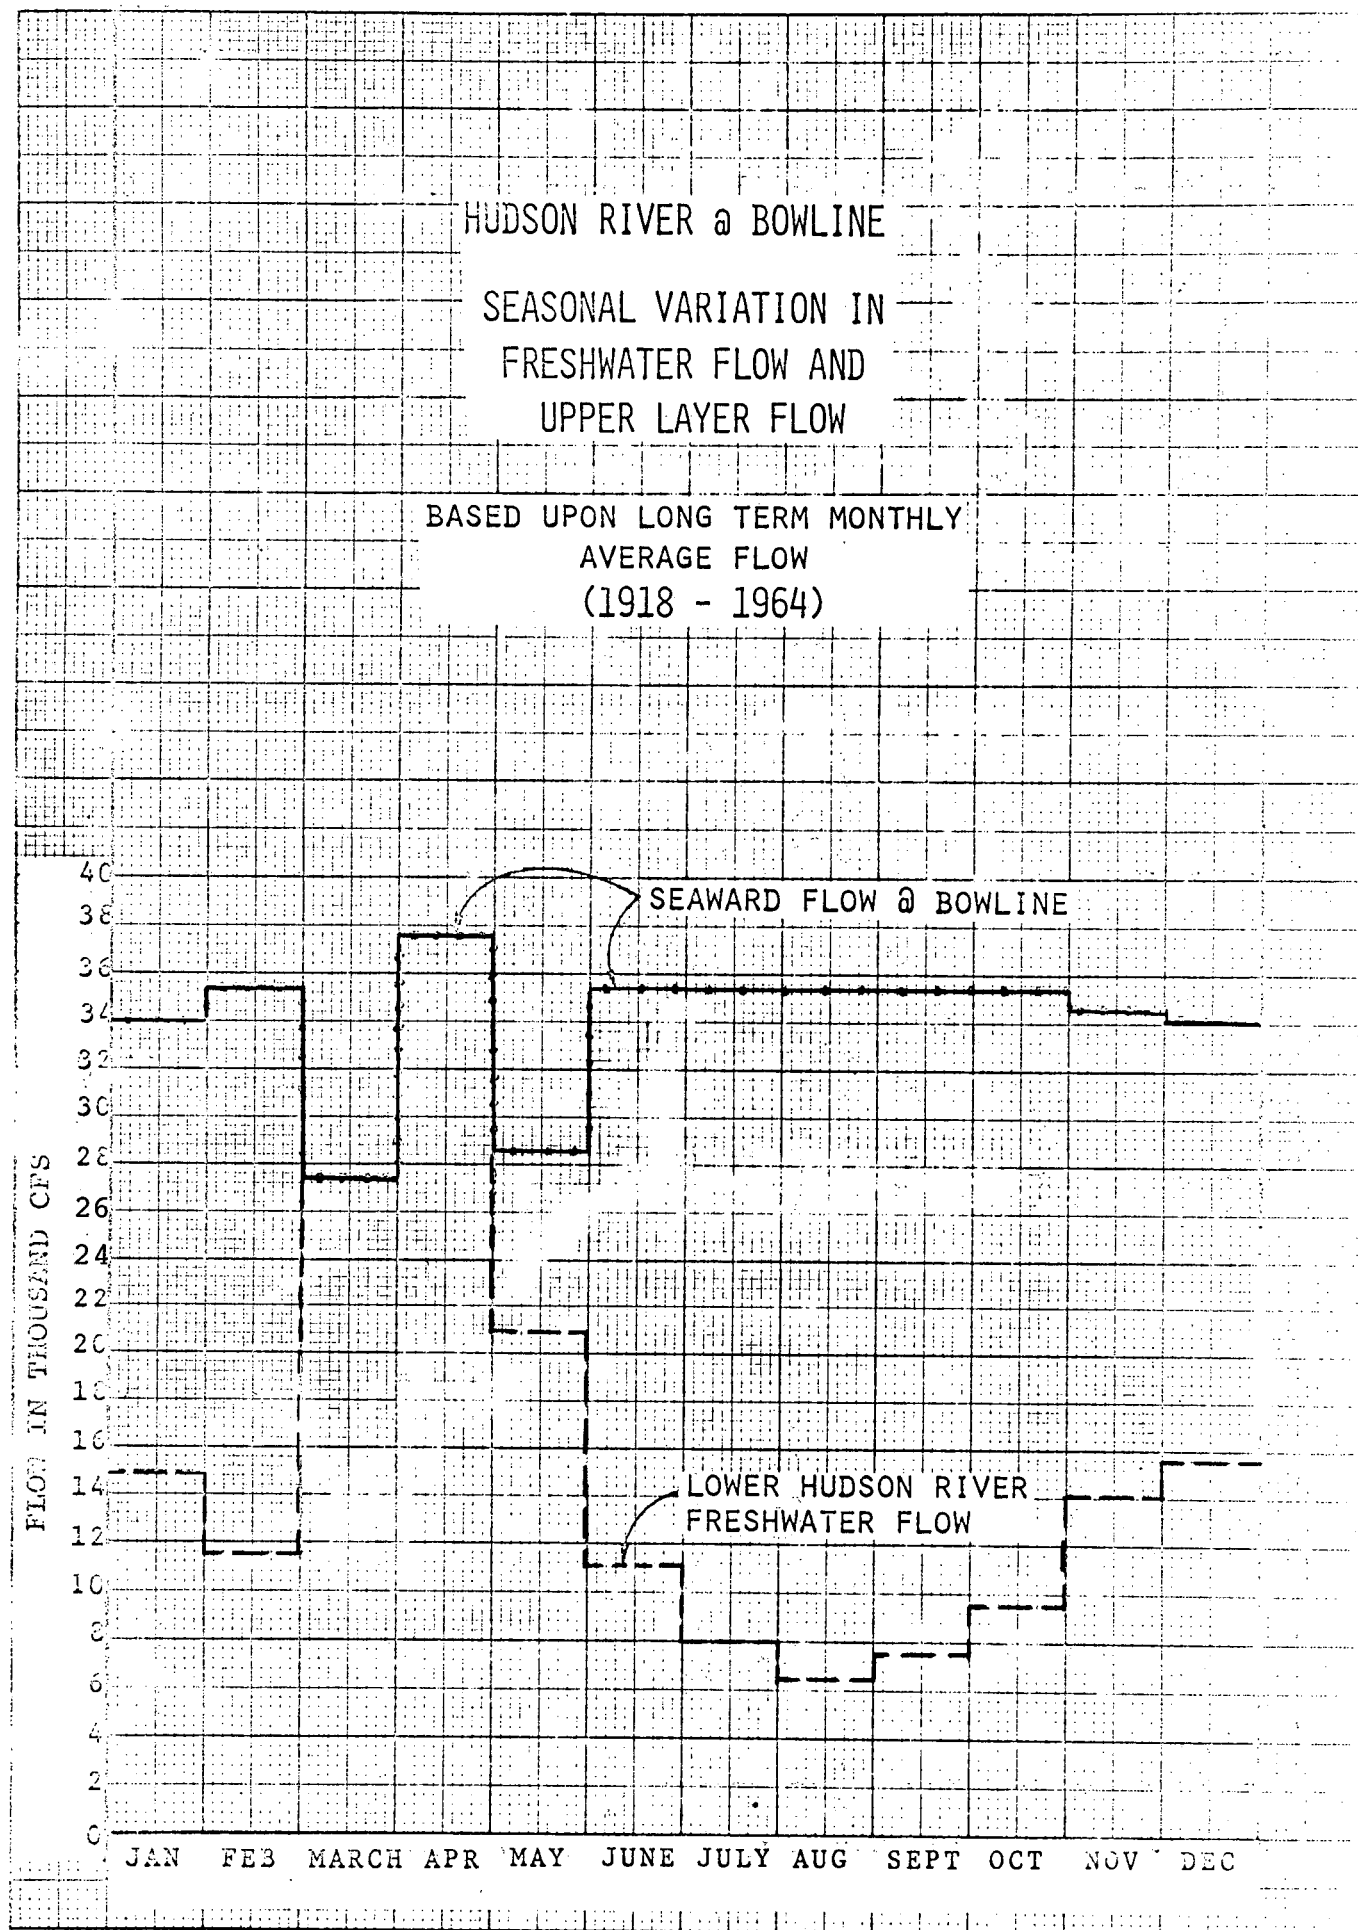 HUDSON RIVER @ BOWLINE
SEASONAL VARIATION IN
FRESHWATER FLOW AND
UPPER LAYER FLOW
BASED UPON LONG TERM MONTHLY
AVERAGE FLOW
(1918 - 1964)
40
38
SEAWARD FLOW @ BOWLINE
36
34
32
30
28
26
24
22
20
18
16
14
12
10
8
6
4
2
0
FLOW IN THOUSAND CFS
LOWER HUDSON RIVER
FRESHWATER FLOW
JAN FEB MARCH APR MAY JUNE JULY AUG SEPT OCT NOV DEC